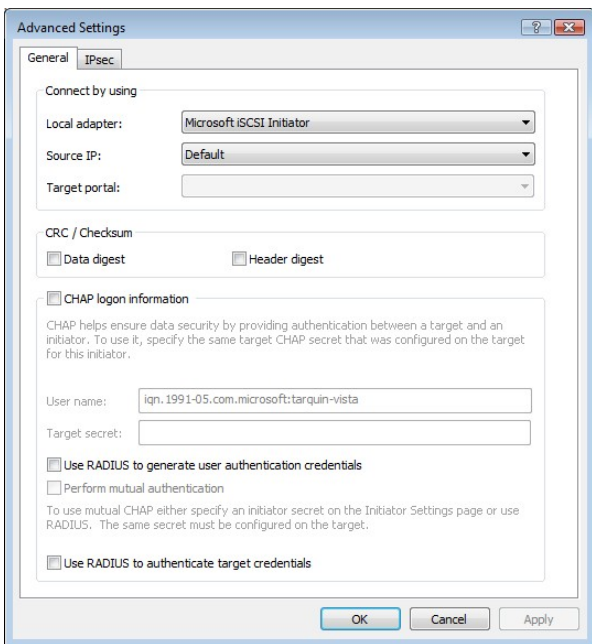 Advanced Settings
General IPsec
Connect by using
Local adapter: Microsoft iSCSI Initiator
Source IP: Default
Target portal:
CRC / Checksum
Data digest Header digest
CHAP logon information
CHAP helps ensure data security by providing authentication between a target and an
initiator. To use it, specify the same target CHAP secret that was configured on the target
for this initiator.
User name: iqn.1991-05.com.microsoft:tarquin-vista
Target secret:
Use RADIUS to generate user authentication credentials
Perform mutual authentication
To use mutual CHAP either specify an initiator secret on the Initiator Settings page or use
RADIUS. The same secret must be configured on the target.
Use RADIUS to authenticate target credentials
OK Cancel Apply